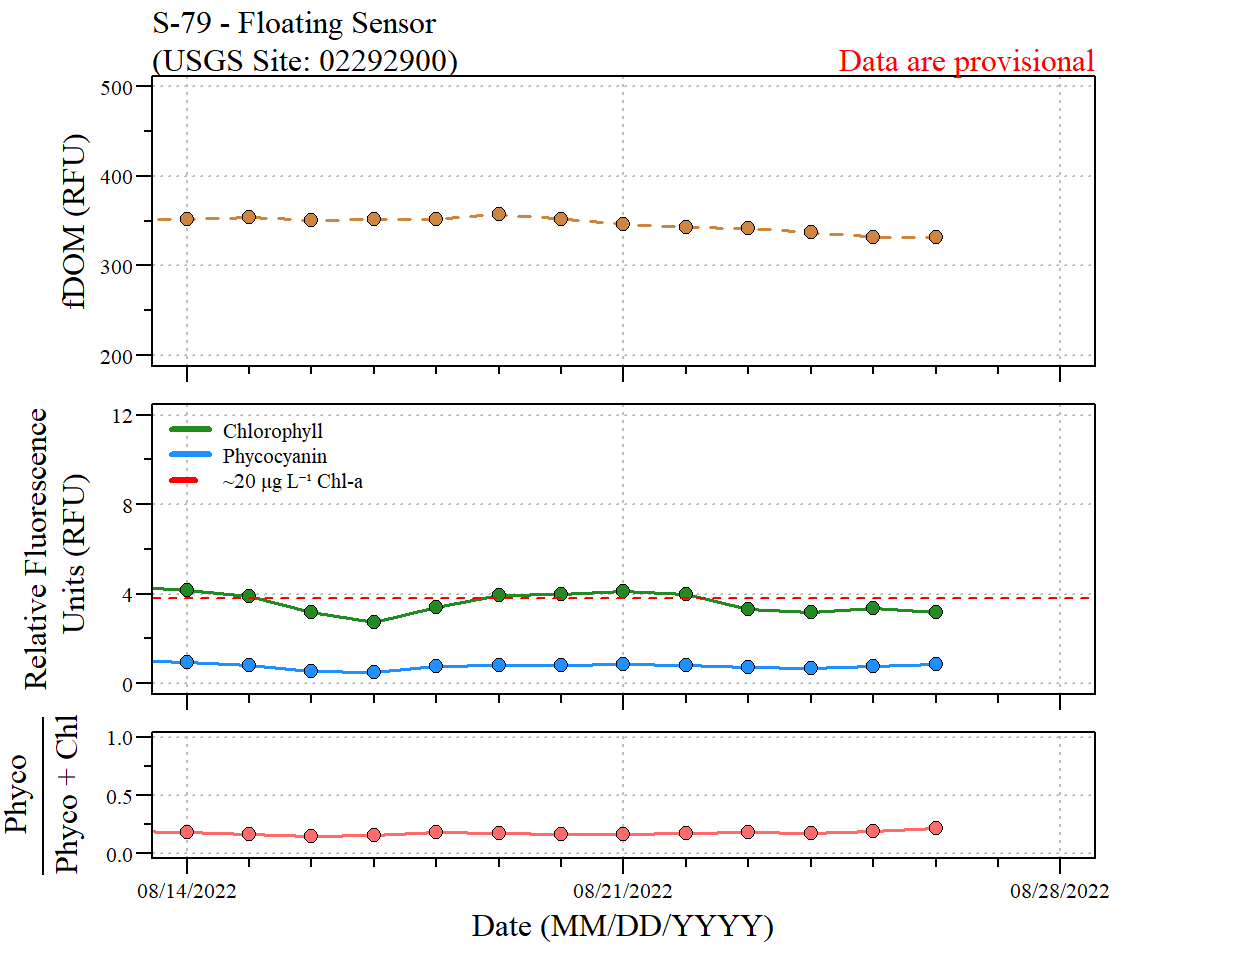 S-79 - Floating Sensor
(USGS Site: 02292900)
Data are provisional
fDOM (RFU)
500
400
300
200
Relative Fluorescence
Units (RFU)
12
8
4
0
Chlorophyll
Phycocyanin
~20 µg L⁻¹ Chl-a
Phyco
Phyco + Chl
1.0
0.5
0.0
08/14/2022
08/21/2022
08/28/2022
Date (MM/DD/YYYY)